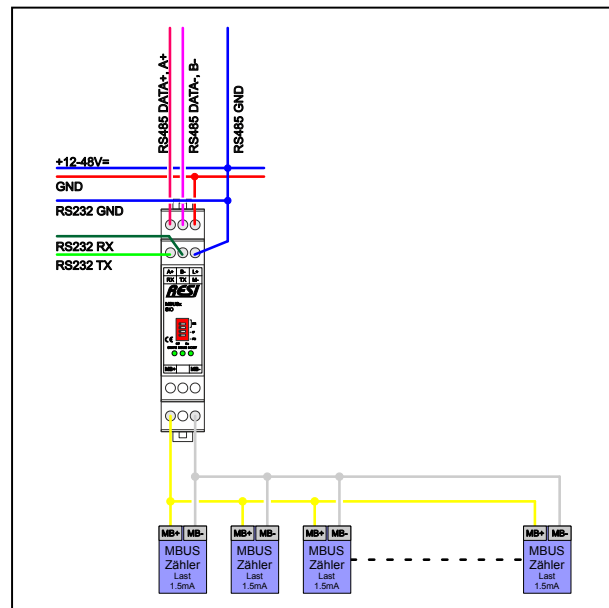 RS485 DATA+, A+
RS485 DATA-, B-
RS485 GND
+12-48V=
GND
RS232 GND
RS232 RX
RS232 TX
A+ B- L+
RX TX M-
RESI
SIO
MB+ MB-
MB+ MB- MB+ MB- MB+ MB- MB+ MB-
MBUS MBUS MBUS MBUS
Zähler Zähler Zähler Zähler
Last Last Last Last
1.5mA 1.5mA 1.5mA 1.5mA